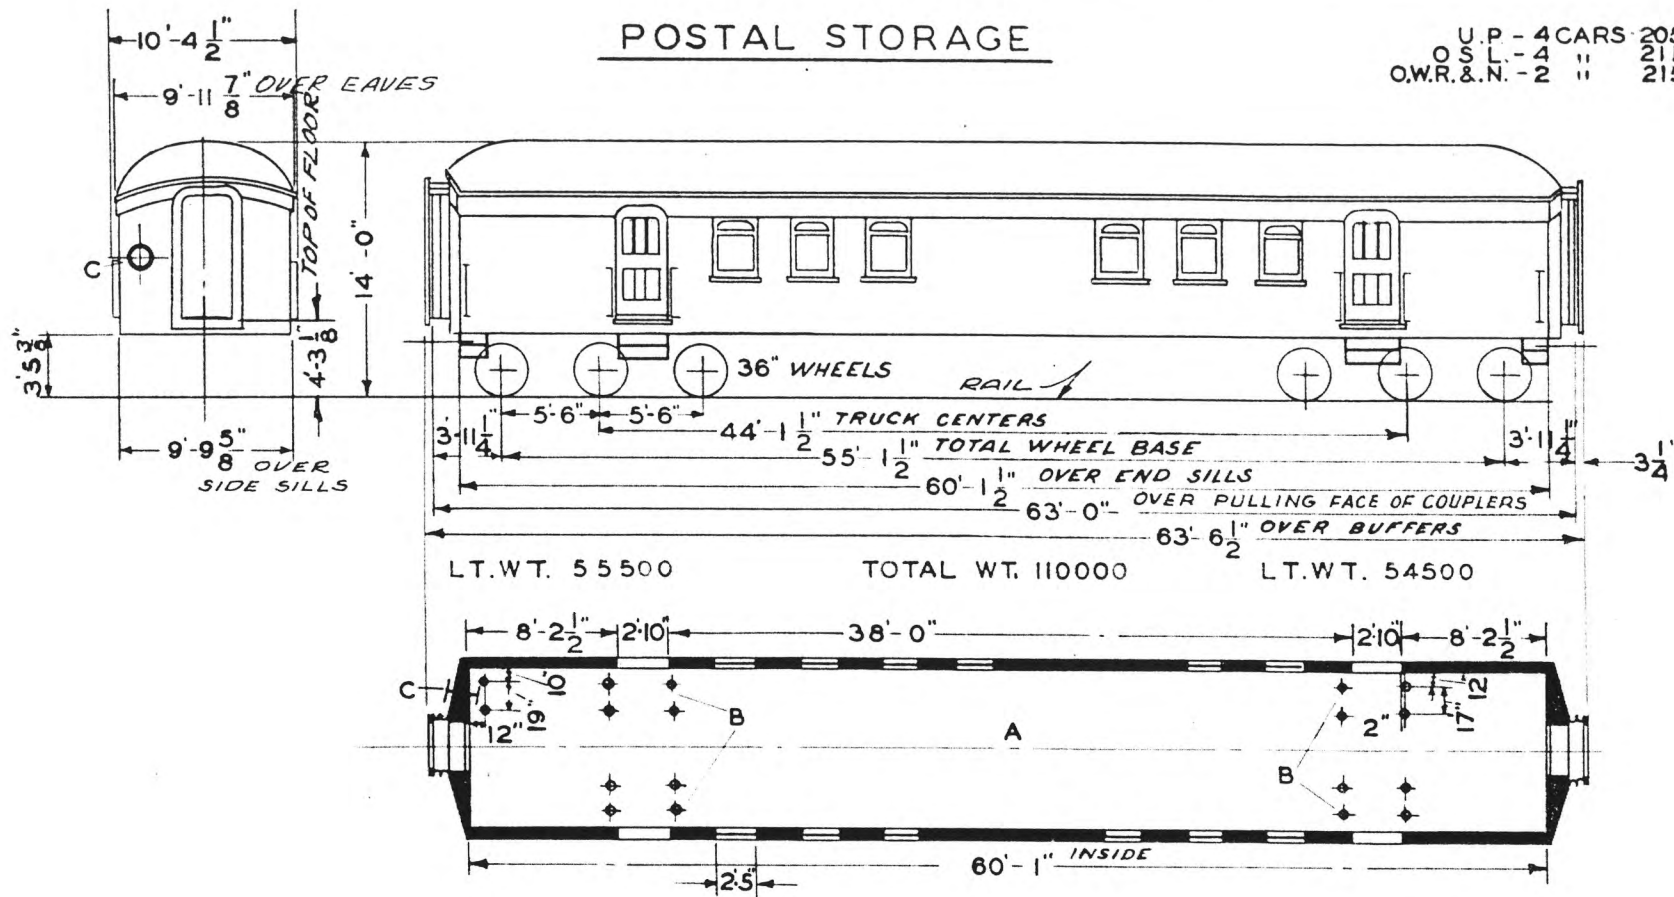 POSTAL STORAGE
U.P. - 4 CARS 205
O S L. - 4 " 211
O.W.R.&.N. - 2 " 215
10'-4 1/2"
9'-11 7/8" OVER EAVES
TOP OF FLOOR
C
14'-0"
3'5 3/8"
4'-3 1/8"
9'-9 5/8" OVER
SIDE SILLS
36" WHEELS
RAIL
5'-6" 5'-6"
3'-11 1/4"
44'-1 1/2" TRUCK CENTERS
55'-1 1/2" TOTAL WHEEL BASE
3'-11 1/4"
3 1/4"
60'-1 1/2" OVER END SILLS
63'-0" OVER PULLING FACE OF COUPLERS
63'-6 1/2" OVER BUFFERS
LT.WT. 55500 TOTAL WT. 110000 LT.WT. 54500
8'-2 1/2" 2'10" 38'-0" 2'10" 8'-2 1/2"
C
10"
19"
12"
B
A
B
2"
12"
17"
60'-1" INSIDE
2'5"